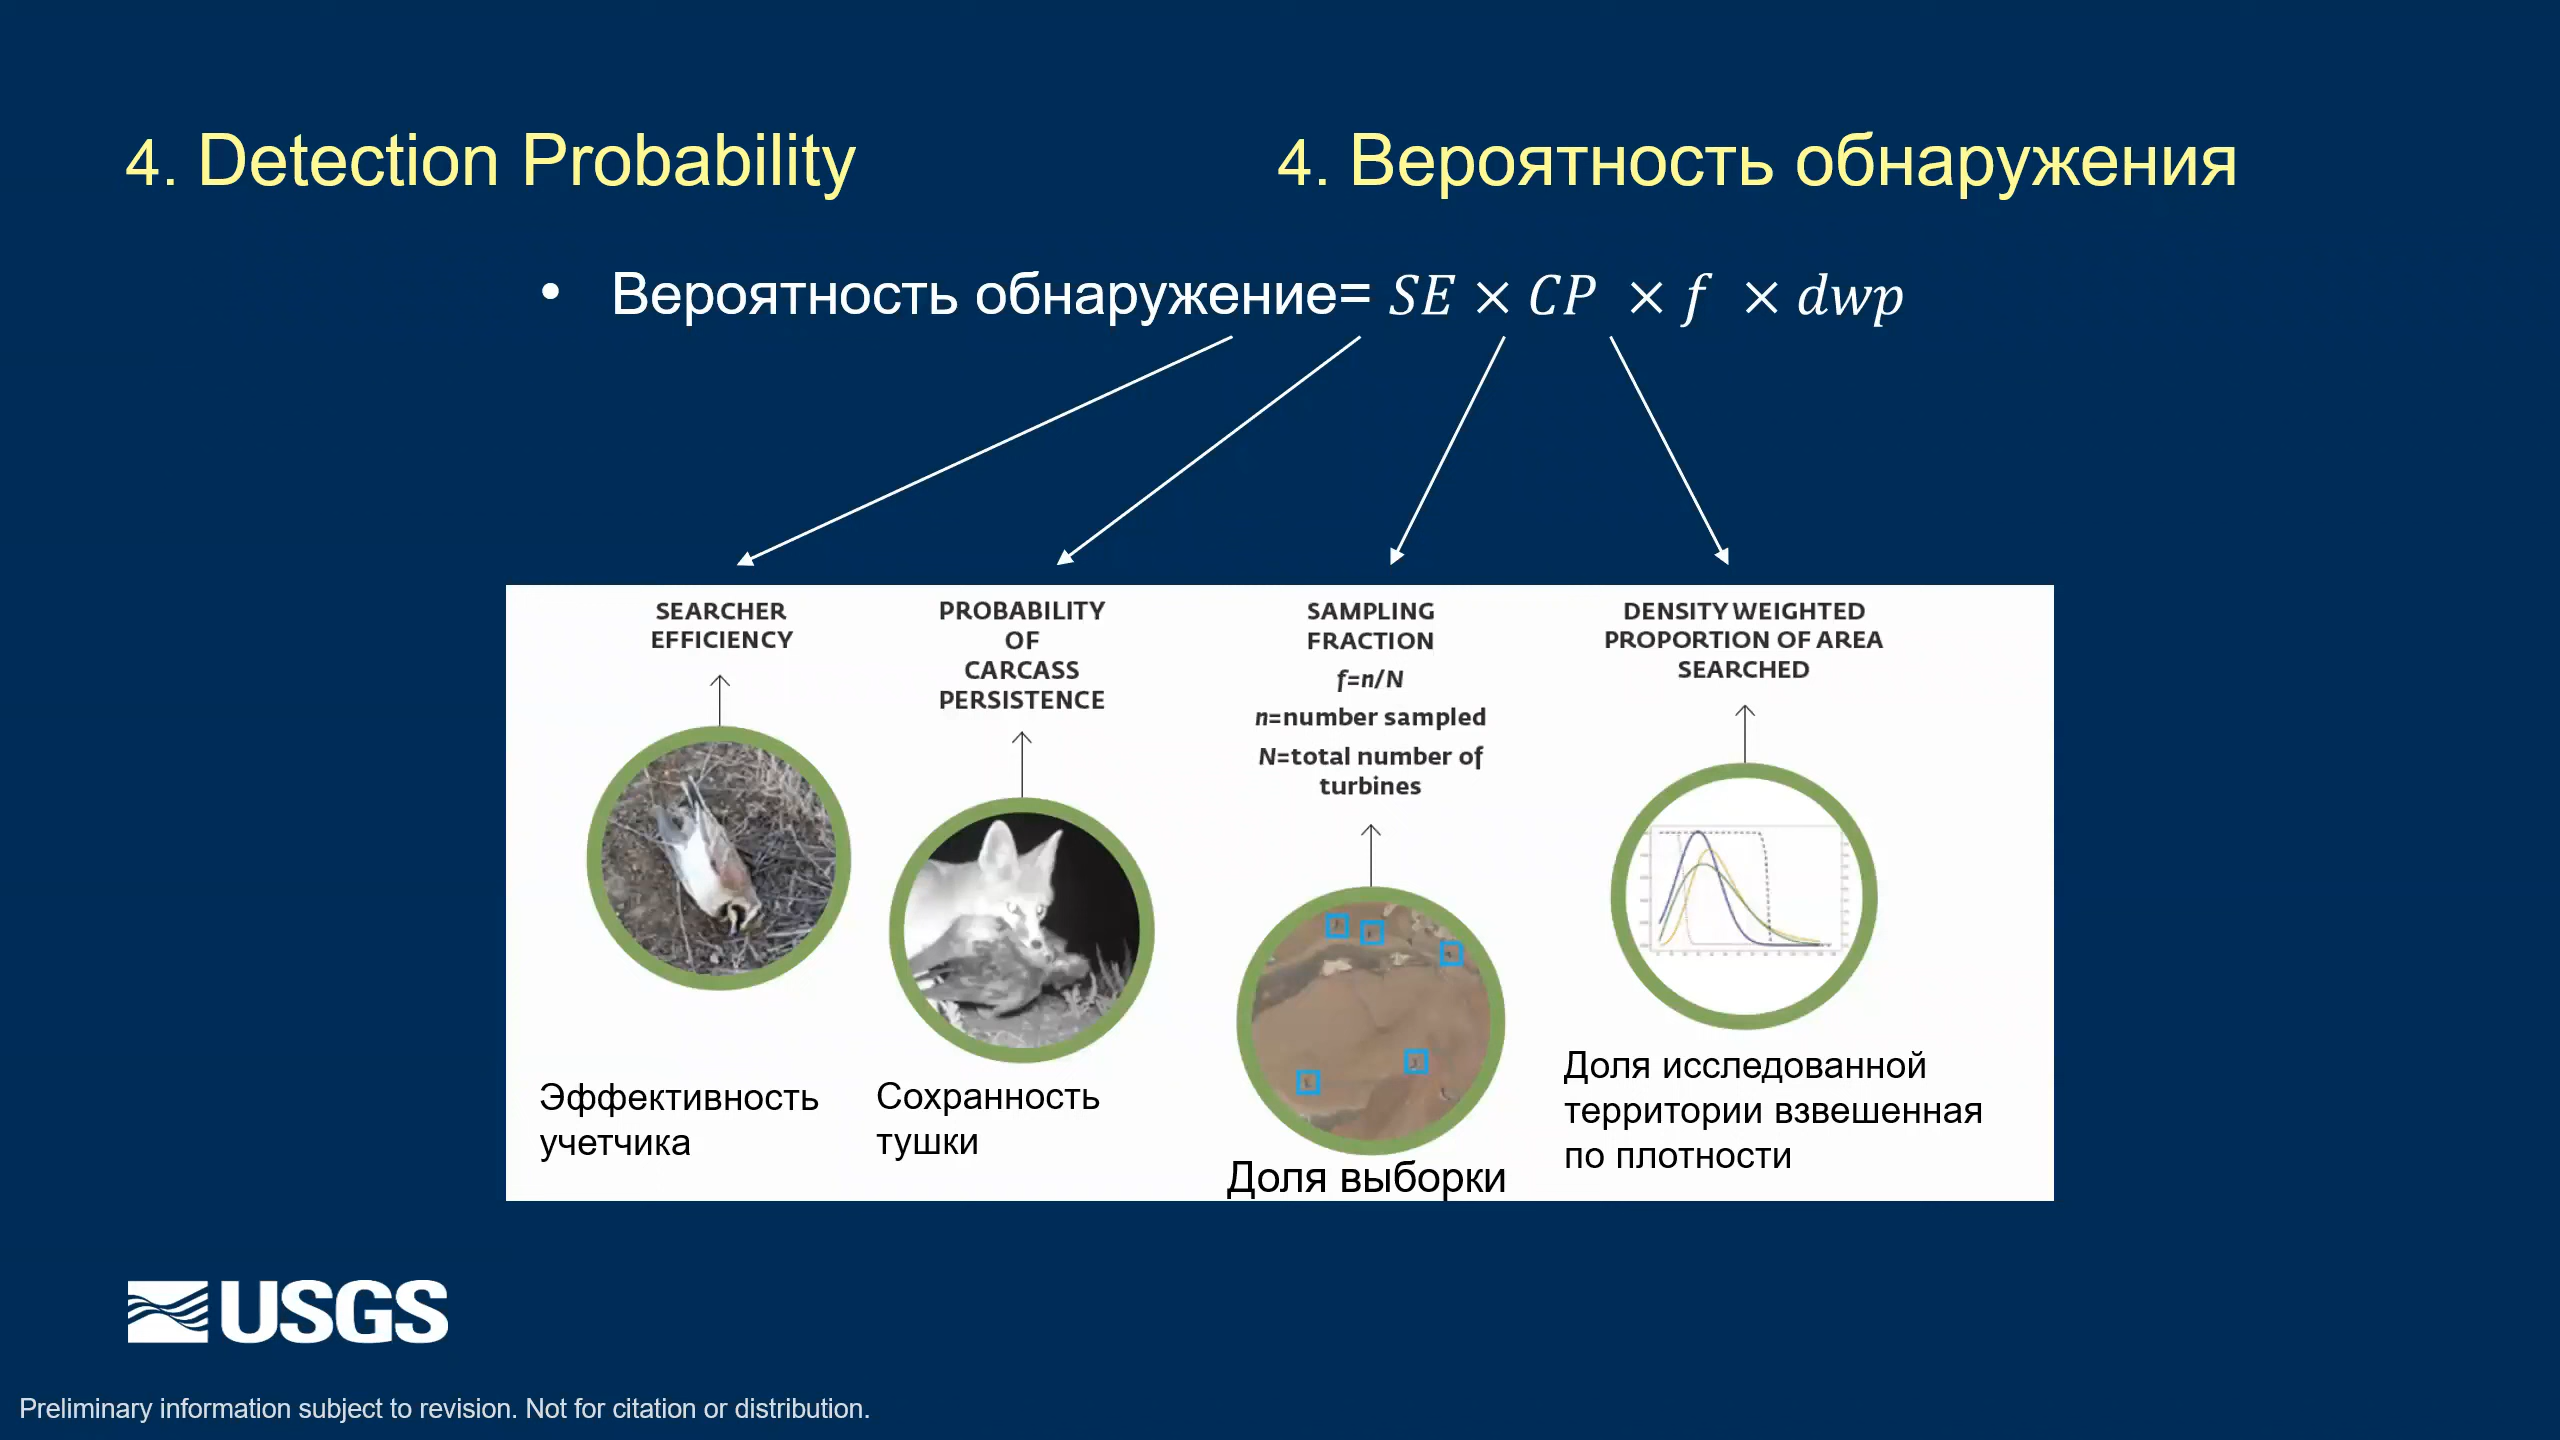 4. Detection Probability
4. Вероятность обнаружения
• Вероятность обнаружение= SE × CP × f × dwp
SEARCHER
EFFICIENCY
PROBABILITY
OF
CARCASS
PERSISTENCE
SAMPLING
FRACTION
f=n/N
n=number sampled
N=total number of
turbines
DENSITY WEIGHTED
PROPORTION OF AREA
SEARCHED
Эффективность
учетчика
Сохранность
тушки
Доля выборки
Доля исследованной
территории взвешенная
по плотности
USGS
Preliminary information subject to revision. Not for citation or distribution.